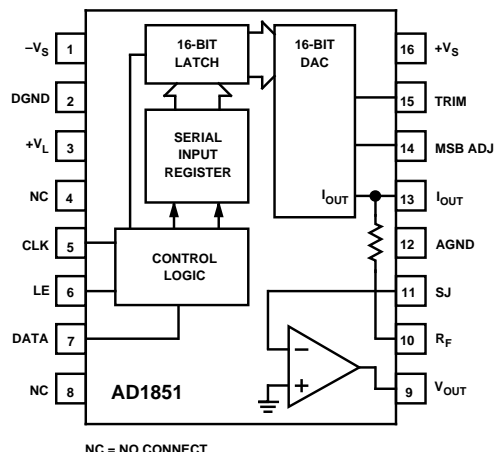 –VS 1
DGND 2
+VL 3
NC 4
CLK 5
LE 6
DATA 7
NC 8
16-BIT
LATCH
16-BIT
DAC
SERIAL
INPUT
REGISTER
CONTROL
LOGIC
IOUT
–
+
AD1851
16 +VS
15 TRIM
14 MSB ADJ
13 IOUT
12 AGND
11 SJ
10 RF
9 VOUT
NC = NO CONNECT